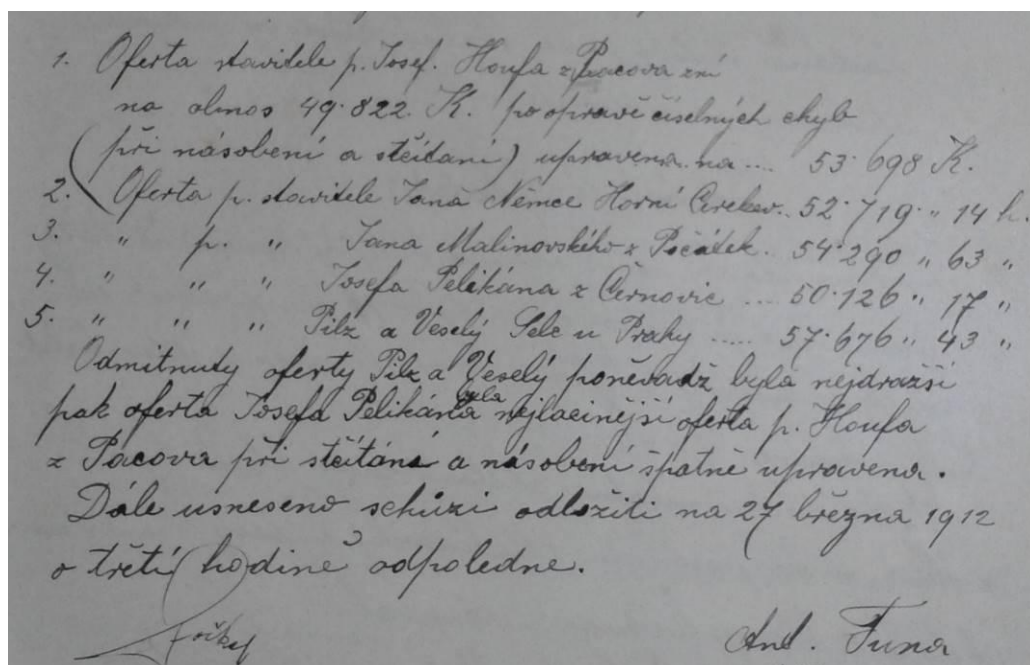 1. Oferta stavitele p. Josef. Houfa z Pacova zní
na obnos 49.822. K. po opravě číselných chyb
(při násobení a sčítaní) upravena na .... 53.698 K.
2. Oferta p. stavitele Jana Němce Horní Cerekev.. 52.719. „ 14 h.
3. „ p. „ Jana Malinovského z Počátek. 54.290 „ 63 „
4. „ „ „ Josefa Pelikána z Černovic .... 50.126 „ 17 „
5. „ „ „ Pilz a Veselý Sele u Prahy ..... 57.676 „ 43 „
Odmitnuty oferty Pilz a Veselý poněvadž byla nejdražší
pak oferta Josefa Pelikána byla nejlacinější oferta p. Houfa
z Pacova při sčítáná a násobení špatně upravena.
Dále usneseno schůzi odložiti na 27 března 1912
o třetí hodině odpoledne.
Ant. Tuna